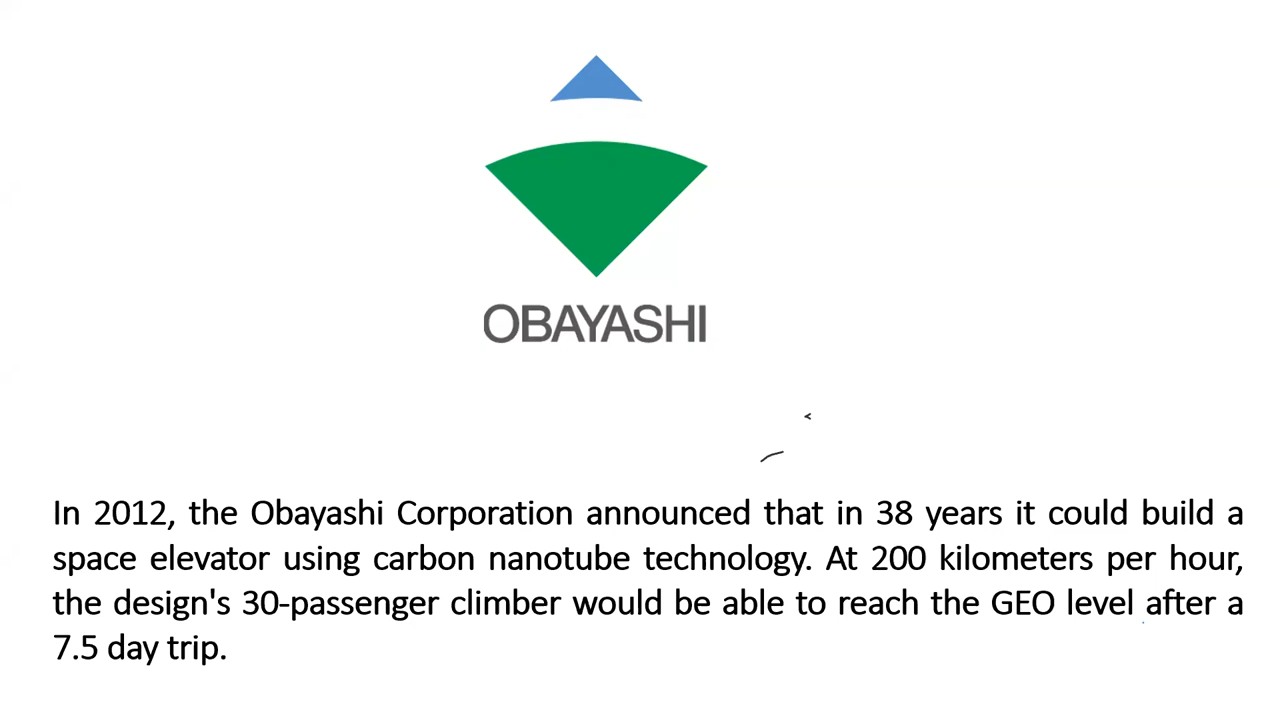 OBAYASHI
In 2012, the Obayashi Corporation announced that in 38 years it could build a
space elevator using carbon nanotube technology. At 200 kilometers per hour,
the design's 30-passenger climber would be able to reach the GEO level after a
7.5 day trip.